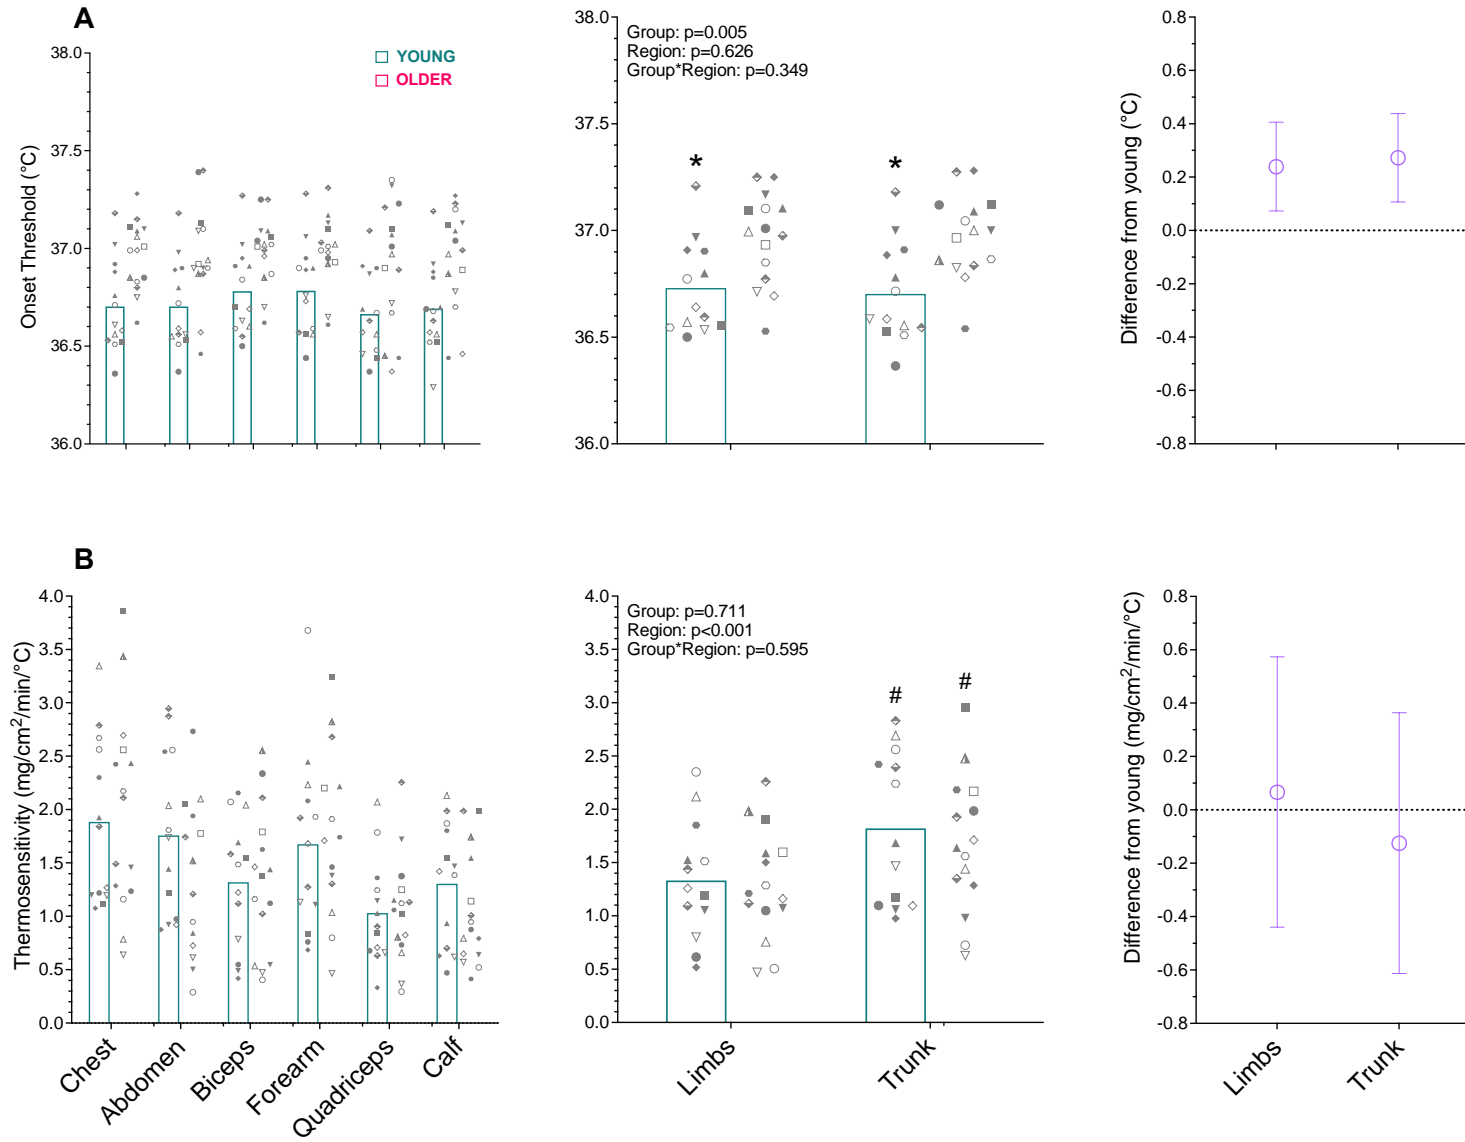 A
YOUNG
OLDER
Onset Threshold (°C)
38.0
37.5
37.0
36.5
36.0
Group: p=0.005
Region: p=0.626
Group*Region: p=0.349
38.0
37.5
37.0
36.5
36.0
*
*
Difference from young (°C)
0.8
0.6
0.4
0.2
0.0
-0.2
-0.4
-0.6
-0.8
B
Thermosensitivity (mg/cm²/min/°C)
4.0
3.5
3.0
2.5
2.0
1.5
1.0
0.5
0.0
Chest
Abdomen
Biceps
Forearm
Quadriceps
Calf
Group: p=0.711
Region: p<0.001
Group*Region: p=0.595
4.0
3.5
3.0
2.5
2.0
1.5
1.0
0.5
0.0
#
#
Limbs
Trunk
Difference from young (mg/cm²/min/°C)
0.8
0.6
0.4
0.2
0.0
-0.2
-0.4
-0.6
-0.8
Limbs
Trunk